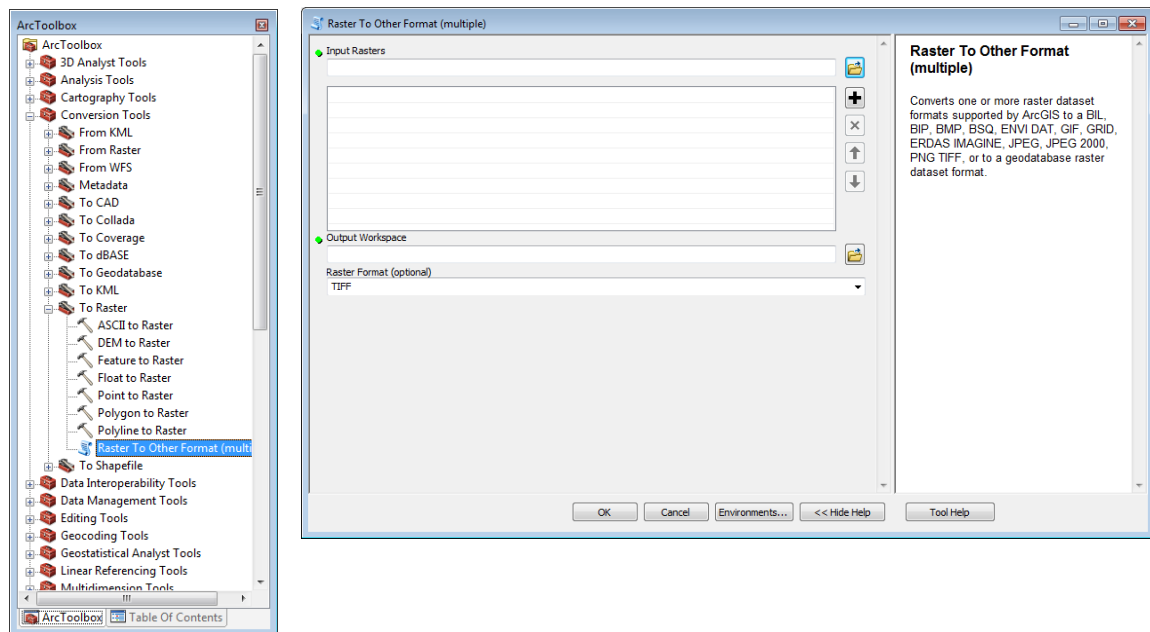 ArcToolbox
ArcToolbox
3D Analyst Tools
Analysis Tools
Cartography Tools
Conversion Tools
From KML
From Raster
From WFS
Metadata
To CAD
To Collada
To Coverage
To dBASE
To Geodatabase
To KML
To Raster
ASCII to Raster
DEM to Raster
Feature to Raster
Float to Raster
Point to Raster
Polygon to Raster
Polyline to Raster
Raster To Other Format (multi
To Shapefile
Data Interoperability Tools
Data Management Tools
Editing Tools
Geocoding Tools
Geostatistical Analyst Tools
Linear Referencing Tools
Multidimension Tools
ArcToolbox Table Of Contents
Raster To Other Format (multiple)
Input Rasters
Output Workspace
Raster Format (optional)
TIFF
OK Cancel Environments... << Hide Help Tool Help
Raster To Other Format
(multiple)
Converts one or more raster dataset
formats supported by ArcGIS to a BIL,
BIP, BMP, BSQ, ENVI DAT, GIF, GRID,
ERDAS IMAGINE, JPEG, JPEG 2000,
PNG TIFF, or to a geodatabase raster
dataset format.